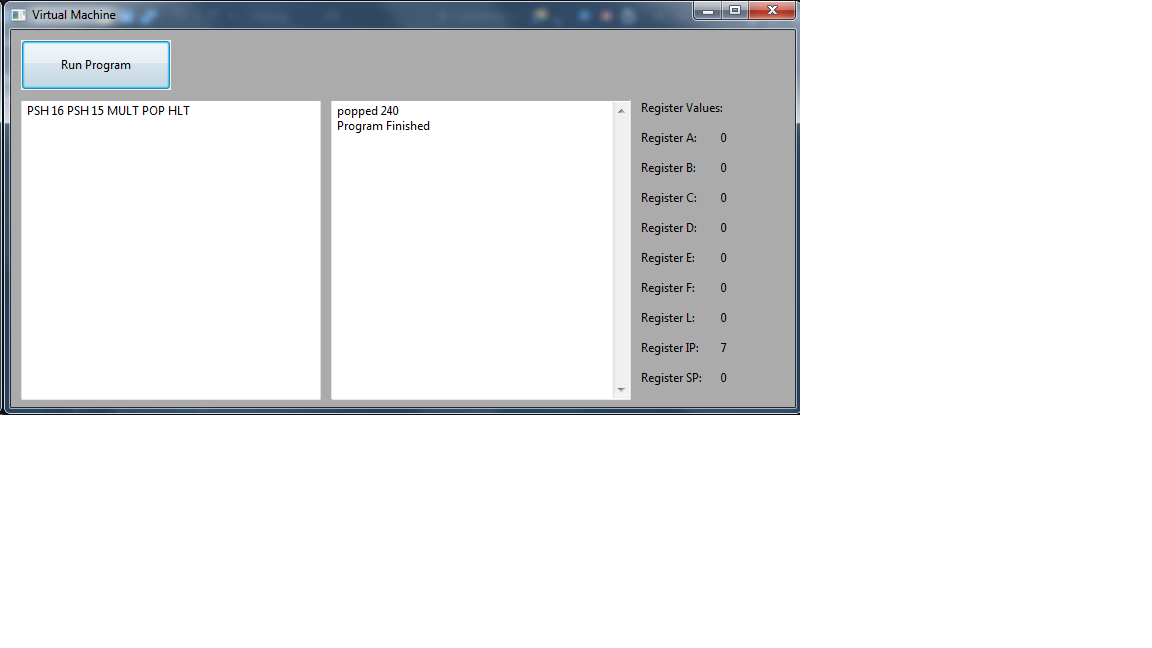 Virtual Machine
Run Program
PSH 16 PSH 15 MULT POP HLT
popped 240
Program Finished
Register Values:
Register A: 0
Register B: 0
Register C: 0
Register D: 0
Register E: 0
Register F: 0
Register L: 0
Register IP: 7
Register SP: 0